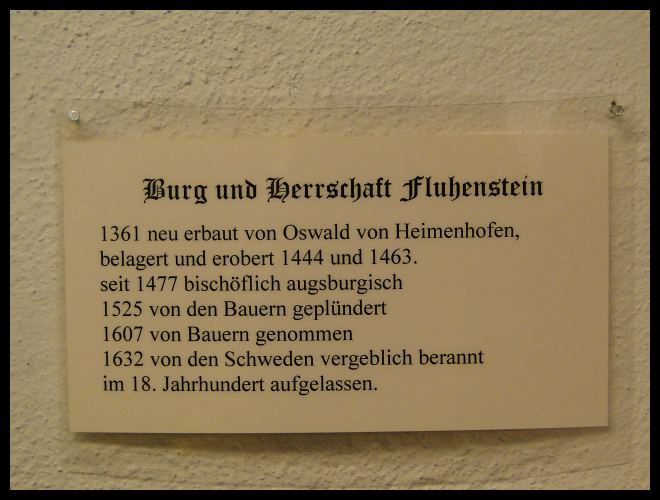 Burg und Herrschaft Fluhenstein
1361 neu erbaut von Oswald von Heimenhofen,
belagert und erobert 1444 und 1463.
seit 1477 bischöflich augsburgisch
1525 von den Bauern geplündert
1607 von Bauern genommen
1632 von den Schweden vergeblich berannt
im 18. Jahrhundert aufgelassen.